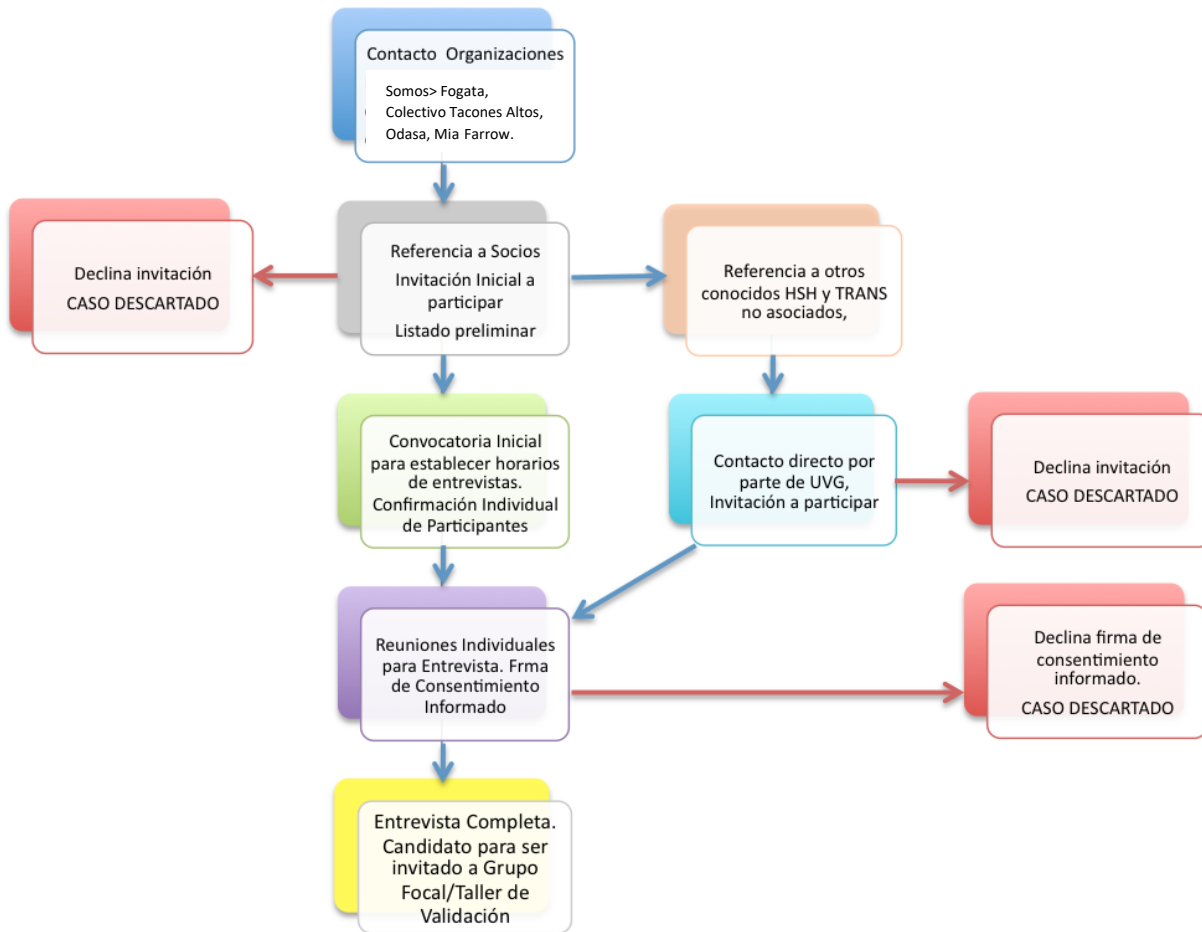 Contacto Organizaciones
Somos> Fogata,
Colectivo Tacones Altos,
Odasa, Mia Farrow.
Declina invitación
CASO DESCARTADO
Referencia a Socios
Invitación Inicial a
participar
Listado preliminar
Referencia a otros
conocidos HSH y TRANS
no asociados,
Convocatoria Inicial
para establecer horarios
de entrevistas.
Confirmación Individual
de Participantes
Contacto directo por
parte de UVG,
Invitación a participar
Declina invitación
CASO DESCARTADO
Reuniones Individuales
para Entrevista. Frma
de Consentimiento
Informado
Declina firma de
consentimiento
informado.
CASO DESCARTADO
Entrevista Completa.
Candidato para ser
invitado a Grupo
Focal/Taller de
Validación